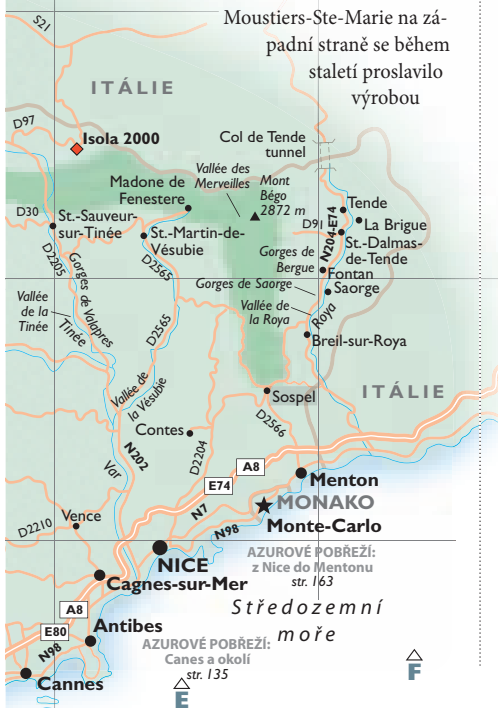 Moustiers-Ste-Marie na zá-
padní straně se během
staletí proslavilo
výrobou
S21
ITÁLIE
D97
Isola 2000
Col de Tende
tunnel
Vallée des
Merveilles
Mont
Bégo
2872 m
Madone de
Fenestere
Tende
La Brigue
D91
N204-E74
St.-Dalmas-
de-Tende
D30
St.-Sauveur-
sur-Tinée
St.-Martin-de-
Vésubie
D2205
D2565
Gorges de
Bergue
Fontan
Gorges de Saorge
Saorge
Gorges de Valabres
Vallée
de la
Tinée
Tinée
D2565
Vallée de
la Roya
Roya
Breil-sur-Roya
ITÁLIE
Vallée de
la Vésubie
Sospel
D2566
Contes
D2204
N202
Var
A8
E74
Menton
N7
MONAKO
Monte-Carlo
N98
Vence
D2210
NICE
AZUROVÉ POBŘEŽÍ:
z Nice do Mentonu
str. 163
Cagnes-sur-Mer
Středozemní
moře
A8
E80
N98
Antibes
AZUROVÉ POBŘEŽÍ:
Canes a okolí
str. 135
Cannes
E
F